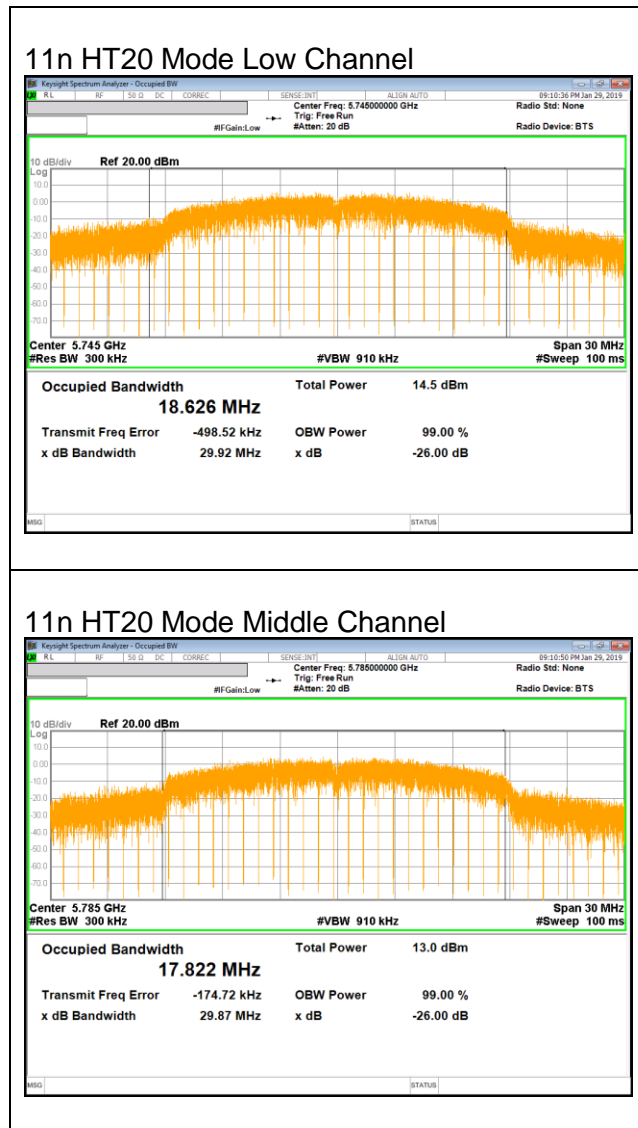 11n HT20 Mode Low Channel
Keysight Spectrum Analyzer - Occupied BW
RL RF 50 Ω DC CORREC SENSE:INT ALIGN AUTO 09:10:36 PM Jan 29, 2019
Center Freq: 5.745000000 GHz Radio Std: None
Trig: Free Run
#IFGain:Low #Atten: 20 dB Radio Device: BTS
10 dB/div Ref 20.00 dBm
Log
10.0
0.00
-10.0
-20.0
-30.0
-40.0
-50.0
-60.0
-70.0
Center 5.745 GHz Span 30 MHz
#Res BW 300 kHz #VBW 910 kHz #Sweep 100 ms
Occupied Bandwidth Total Power 14.5 dBm
18.626 MHz
Transmit Freq Error -498.52 kHz OBW Power 99.00 %
x dB Bandwidth 29.92 MHz x dB -26.00 dB
MSG STATUS
11n HT20 Mode Middle Channel
Keysight Spectrum Analyzer - Occupied BW
RL RF 50 Ω DC CORREC SENSE:INT ALIGN AUTO 09:10:50 PM Jan 29, 2019
Center Freq: 5.785000000 GHz Radio Std: None
Trig: Free Run
#IFGain:Low #Atten: 20 dB Radio Device: BTS
10 dB/div Ref 20.00 dBm
Log
10.0
0.00
-10.0
-20.0
-30.0
-40.0
-50.0
-60.0
-70.0
Center 5.785 GHz Span 30 MHz
#Res BW 300 kHz #VBW 910 kHz #Sweep 100 ms
Occupied Bandwidth Total Power 13.0 dBm
17.822 MHz
Transmit Freq Error -174.72 kHz OBW Power 99.00 %
x dB Bandwidth 29.87 MHz x dB -26.00 dB
MSG STATUS